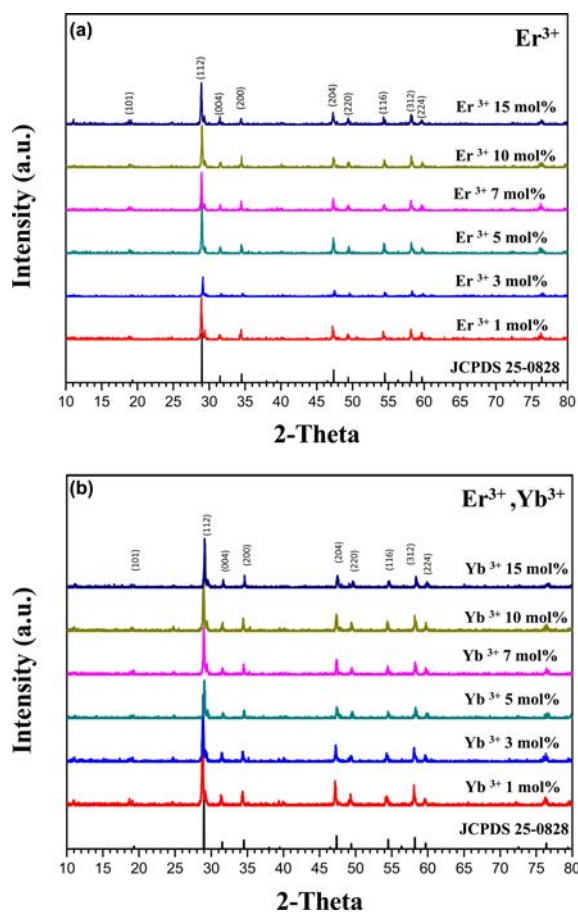 (a)
Er3+
(101)
(112)
(004)
(200)
(204)
(220)
(116)
(312)
(224)
Er 3+ 15 mol%
Er 3+ 10 mol%
Er 3+ 7 mol%
Er 3+ 5 mol%
Er 3+ 3 mol%
Er 3+ 1 mol%
JCPDS 25-0828
Intensity (a.u.)
10 15 20 25 30 35 40 45 50 55 60 65 70 75 80
2-Theta
(b)
Er3+ ,Yb3+
(101)
(112)
(004)
(200)
(204)
(220)
(116)
(312)
(224)
Yb 3+ 15 mol%
Yb 3+ 10 mol%
Yb 3+ 7 mol%
Yb 3+ 5 mol%
Yb 3+ 3 mol%
Yb 3+ 1 mol%
JCPDS 25-0828
Intensity (a.u.)
10 15 20 25 30 35 40 45 50 55 60 65 70 75 80
2-Theta